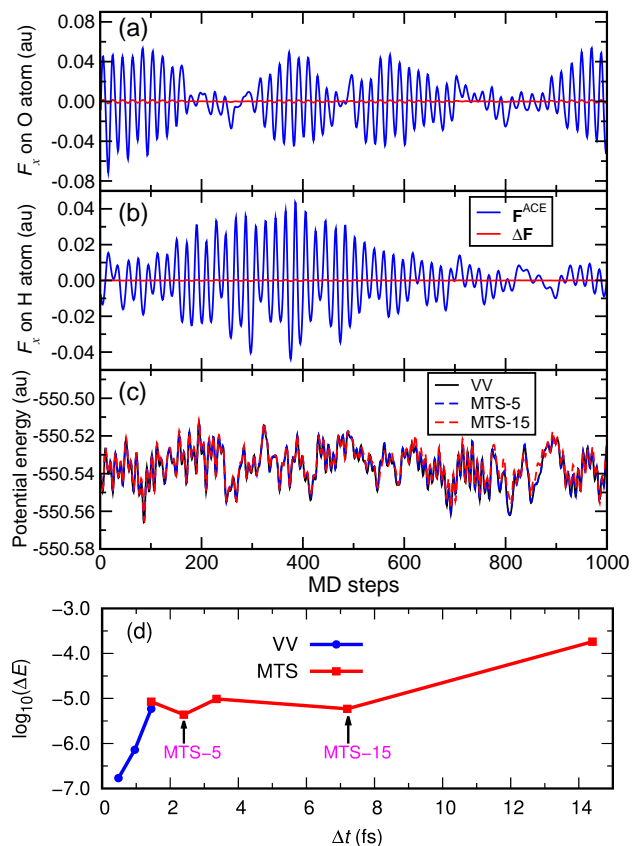 (a)
0.08
0.04
0.00
-0.04
-0.08
Fx on O atom (au)
(b)
0.04
0.02
0.00
-0.02
-0.04
Fx on H atom (au)
F^ACE
ΔF
(c)
-550.50
-550.52
-550.54
-550.56
-550.58
Potential energy (au)
VV
MTS-5
MTS-15
0 200 400 600 800 1000
MD steps
(d)
-3.0
-4.0
-5.0
-6.0
-7.0
log10(ΔE)
VV
MTS
MTS−5
MTS−15
0 2 4 6 8 10 12 14
Δt (fs)